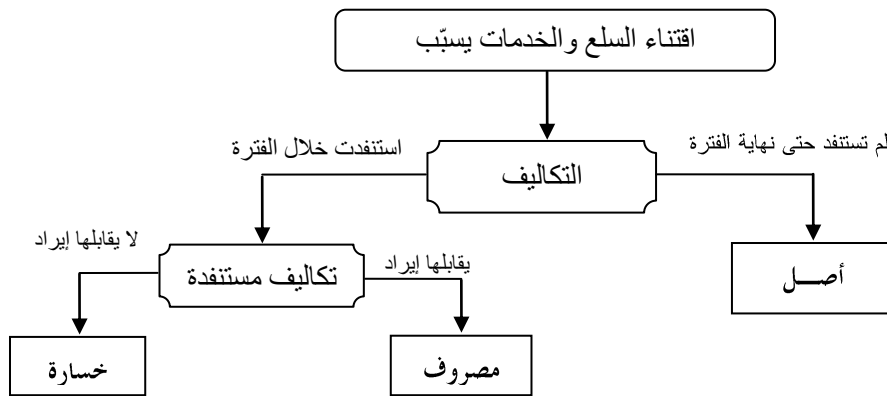 اقتناء السلع والخدمات يسبّب
لم تستنفد حتى نهاية الفترة
استنفدت خلال الفترة
التكاليف
لا يقابلها إيراد
يقابلها إيراد
تكاليف مستنفدة
أصــل
مصروف
خسارة